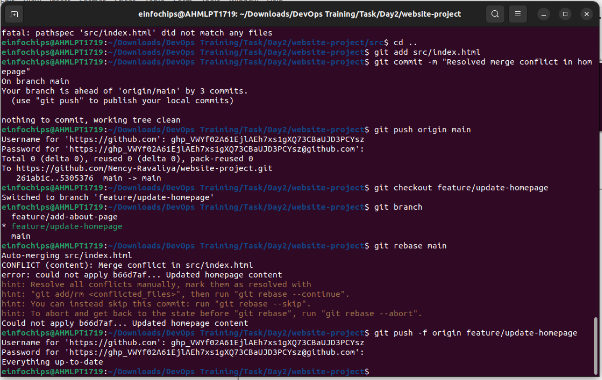 einfochips@AHMLPT1719: ~/Downloads/DevOps Training/Task/Day2/website-project
fatal: pathspec 'src/index.html' did not match any files
einfochips@AHMLPT1719:~/Downloads/DevOps Training/Task/Day2/website-project/src$ cd ..
einfochips@AHMLPT1719:~/Downloads/DevOps Training/Task/Day2/website-project$ git add src/index.html
einfochips@AHMLPT1719:~/Downloads/DevOps Training/Task/Day2/website-project$ git commit -m "Resolved merge conflict in hom
epage"
On branch main
Your branch is ahead of 'origin/main' by 3 commits.
(use "git push" to publish your local commits)
nothing to commit, working tree clean
einfochips@AHMLPT1719:~/Downloads/DevOps Training/Task/Day2/website-project$ git push origin main
Username for 'https://github.com':
Password for 'https://@github.com':
Total 0 (delta 0), reused 0 (delta 0), pack-reused 0
To https://github.com/Nency-Ravaliya/website-project.git
261ab1c..5305376 main -> main
einfochips@AHMLPT1719:~/Downloads/DevOps Training/Task/Day2/website-project$ git checkout feature/update-homepage
Switched to branch 'feature/update-homepage'
einfochips@AHMLPT1719:~/Downloads/DevOps Training/Task/Day2/website-project$ git branch
feature/add-about-page
* feature/update-homepage
main
einfochips@AHMLPT1719:~/Downloads/DevOps Training/Task/Day2/website-project$ git rebase main
Auto-merging src/index.html
CONFLICT (content): Merge conflict in src/index.html
error: could not apply b66d7af... Updated homepage content
hint: Resolve all conflicts manually, mark them as resolved with
hint: "git add/rm <conflicted_files>", then run "git rebase --continue".
hint: You can instead skip this commit: run "git rebase --skip".
hint: To abort and get back to the state before "git rebase", run "git rebase --abort".
Could not apply b66d7af... Updated homepage content
einfochips@AHMLPT1719:~/Downloads/DevOps Training/Task/Day2/website-project$ git push -f origin feature/update-homepage
Username for 'https://github.com':
Password for 'https://@github.com':
Everything up-to-date
einfochips@AHMLPT1719:~/Downloads/DevOps Training/Task/Day2/website-project$